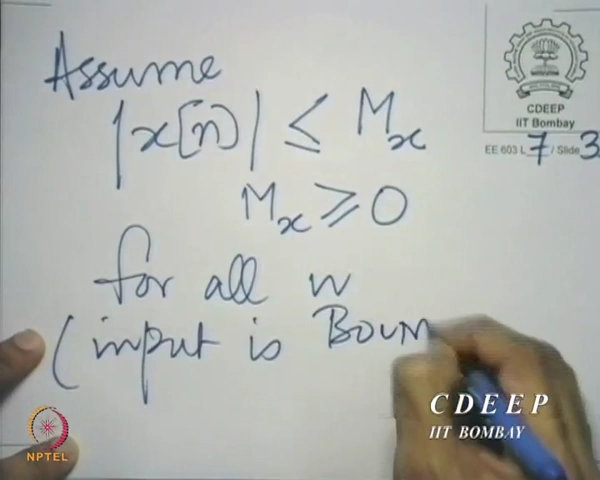 Assume
|x[n]| ≤ Mx
Mx ≥ 0
for all n
(input is BOUN
CDEEP
IIT Bombay
EE 603 L 7 / Slide 3
CDEEP
IIT BOMBAY
NPTEL